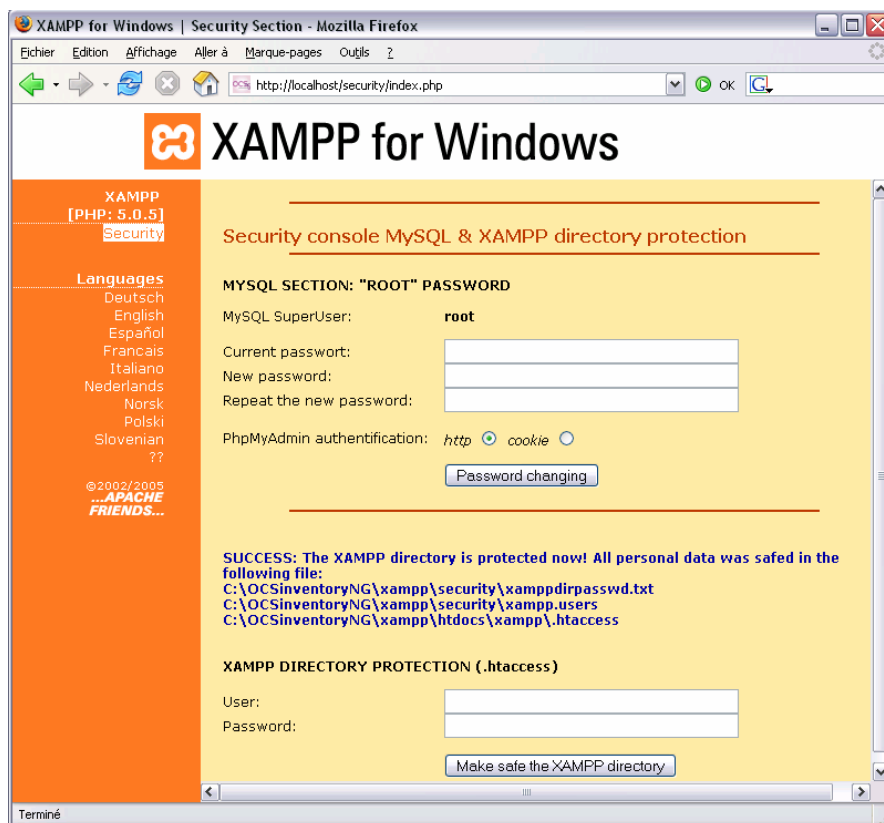 XAMPP for Windows | Security Section - Mozilla Firefox
Fichier Edition Affichage Aller à Marque-pages Outils ?
http://localhost/security/index.php OK G
XAMPP for Windows
XAMPP
[PHP: 5.0.5]
Security
Languages
Deutsch
English
Español
Francais
Italiano
Nederlands
Norsk
Polski
Slovenian
??
©2002/2005
...APACHE
FRIENDS...
Security console MySQL & XAMPP directory protection
MYSQL SECTION: "ROOT" PASSWORD
MySQL SuperUser: root
Current passwort:
New password:
Repeat the new password:
PhpMyAdmin authentification: http cookie
Password changing
SUCCESS: The XAMPP directory is protected now! All personal data was safed in the
following file:
C:\OCSinventoryNG\xampp\security\xamppdirpasswd.txt
C:\OCSinventoryNG\xampp\security\xampp.users
C:\OCSinventoryNG\xampp\htdocs\xampp\.htaccess
XAMPP DIRECTORY PROTECTION (.htaccess)
User:
Password:
Make safe the XAMPP directory
Terminé